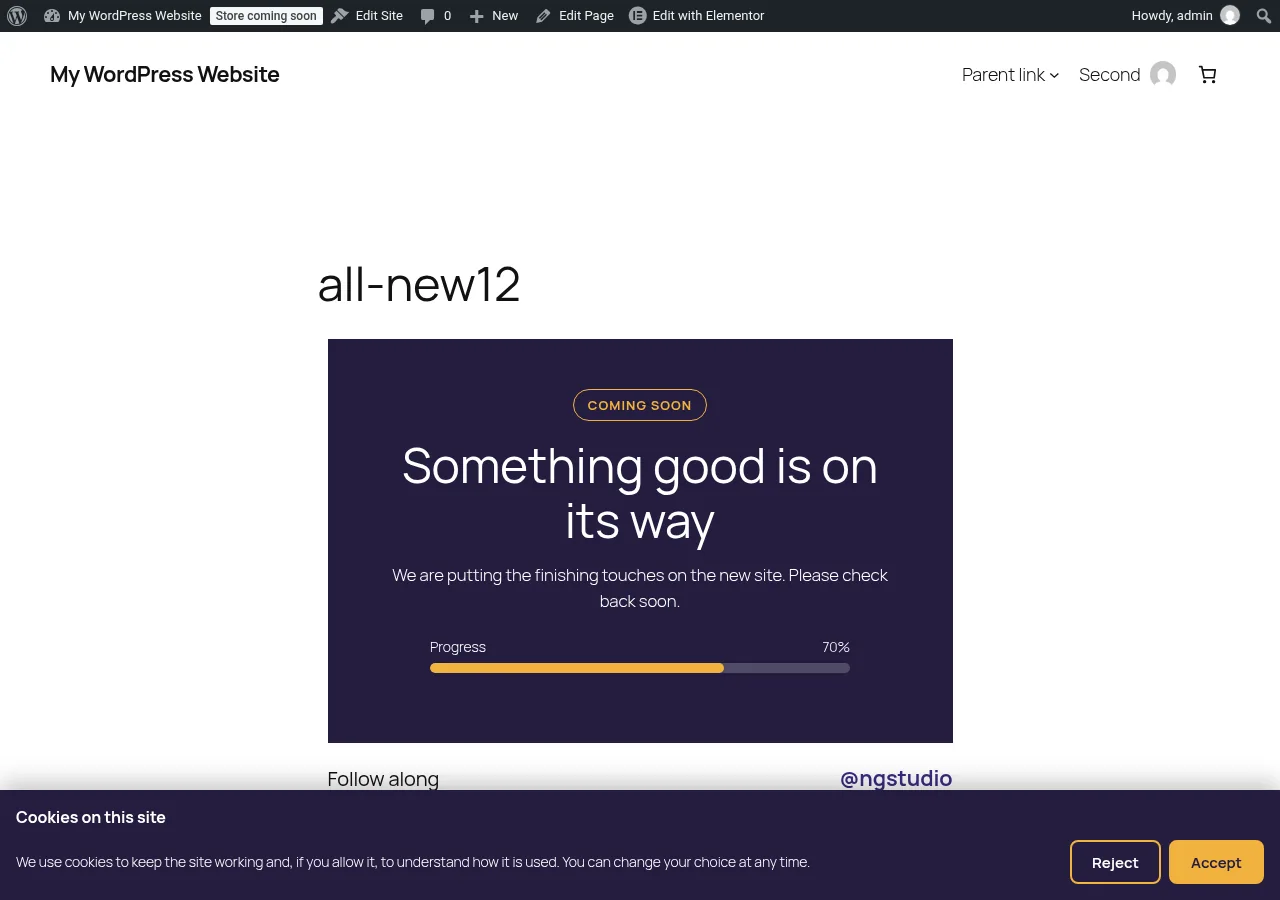 My WordPress Website Store coming soon Edit Site 0 New Edit Page Edit with Elementor Howdy, admin
My WordPress Website Parent link Second
all-new12
COMING SOON
Something good is on
its way
We are putting the finishing touches on the new site. Please check
back soon.
Progress 70%
Follow along @ngstudio
Cookies on this site
We use cookies to keep the site working and, if you allow it, to understand how it is used. You can change your choice at any time.
Reject Accept